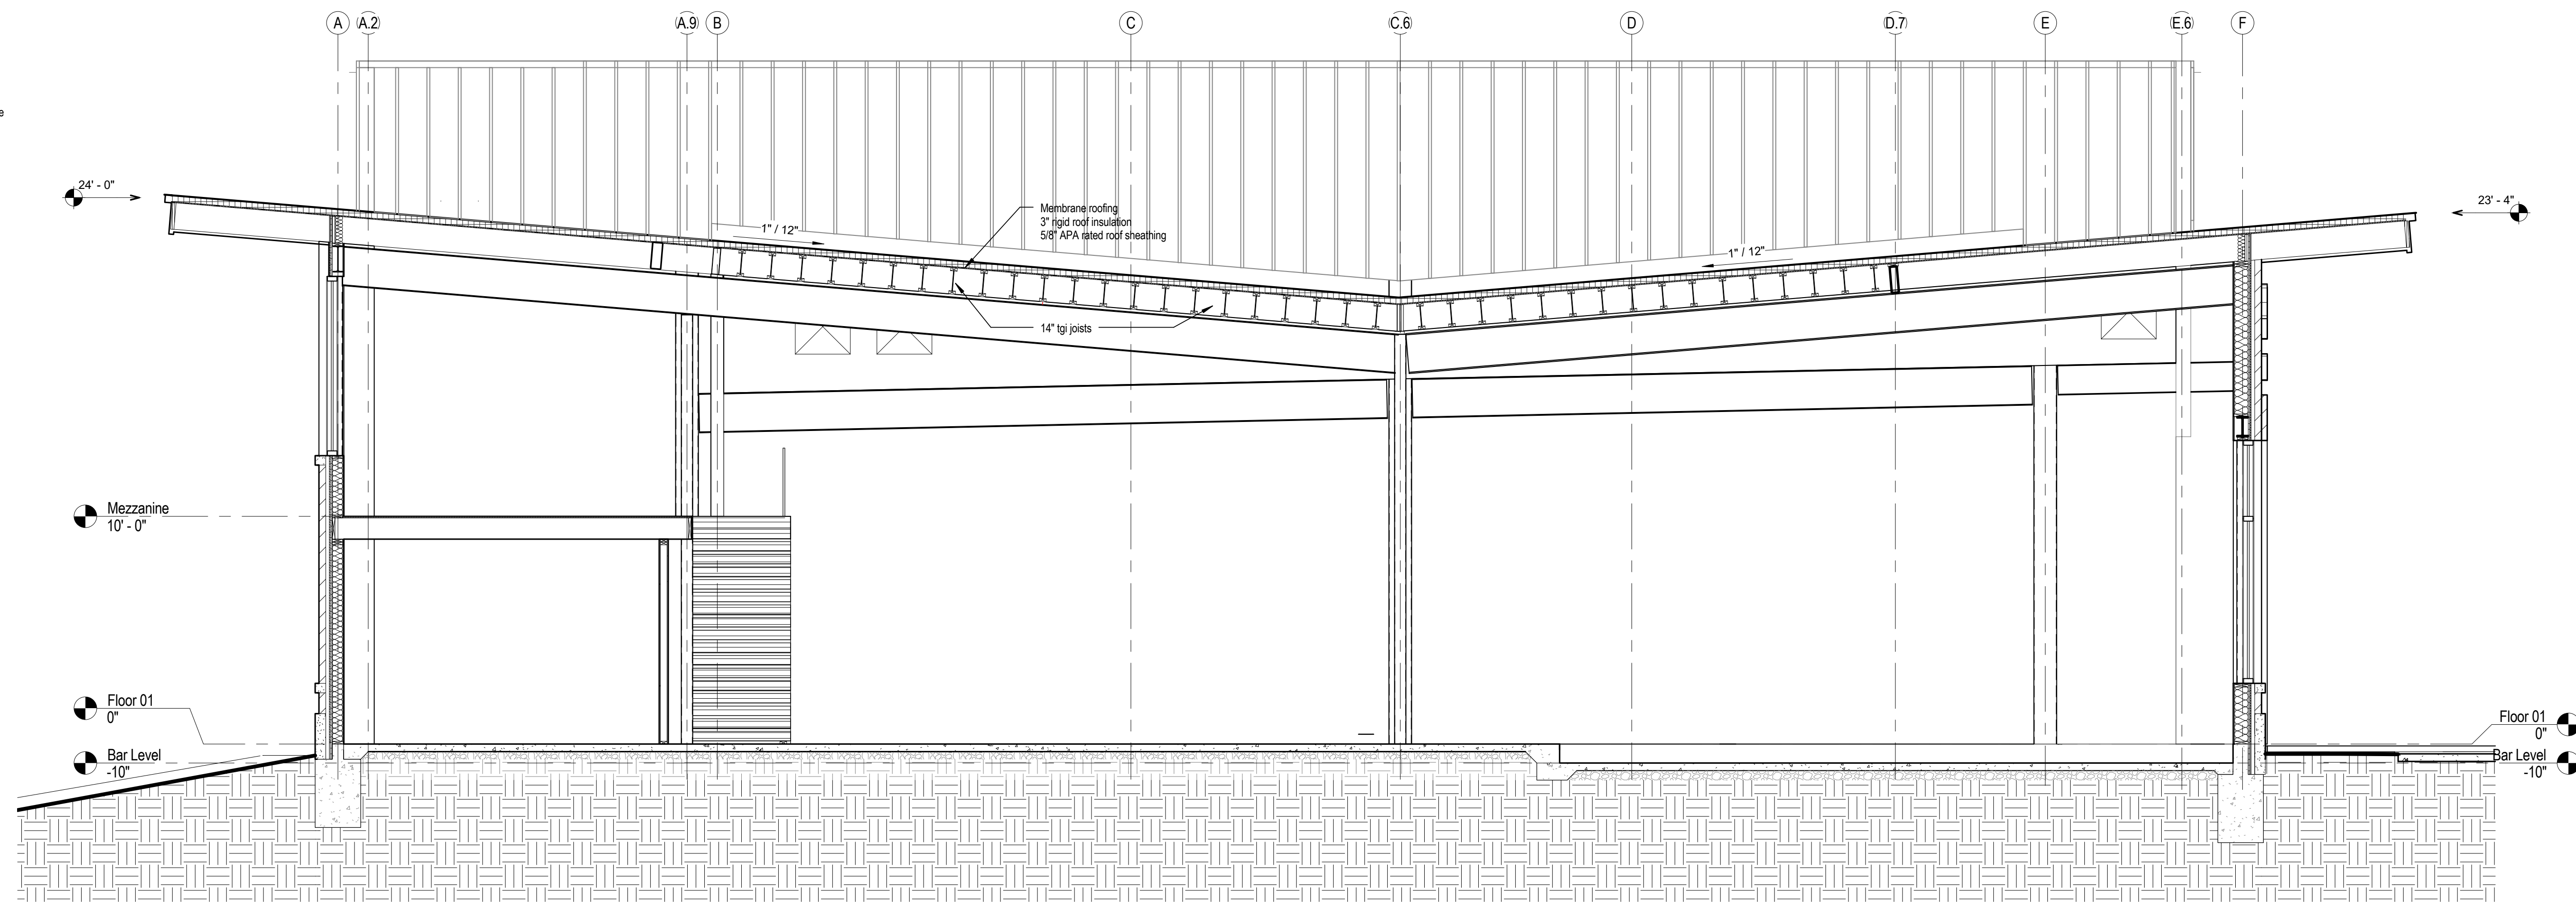 A
A.2
A.9
B
C
C.6
D
D.7
E
E.6
F
e
24' - 0"
23' - 4"
Membrane roofing
3" rigid roof insulation
5/8" APA rated roof sheathing
1" / 12"
1" / 12"
14" tgi joists
Mezzanine
10' - 0"
Floor 01
0"
Bar Level
-10"
Floor 01
0"
Bar Level
-10"